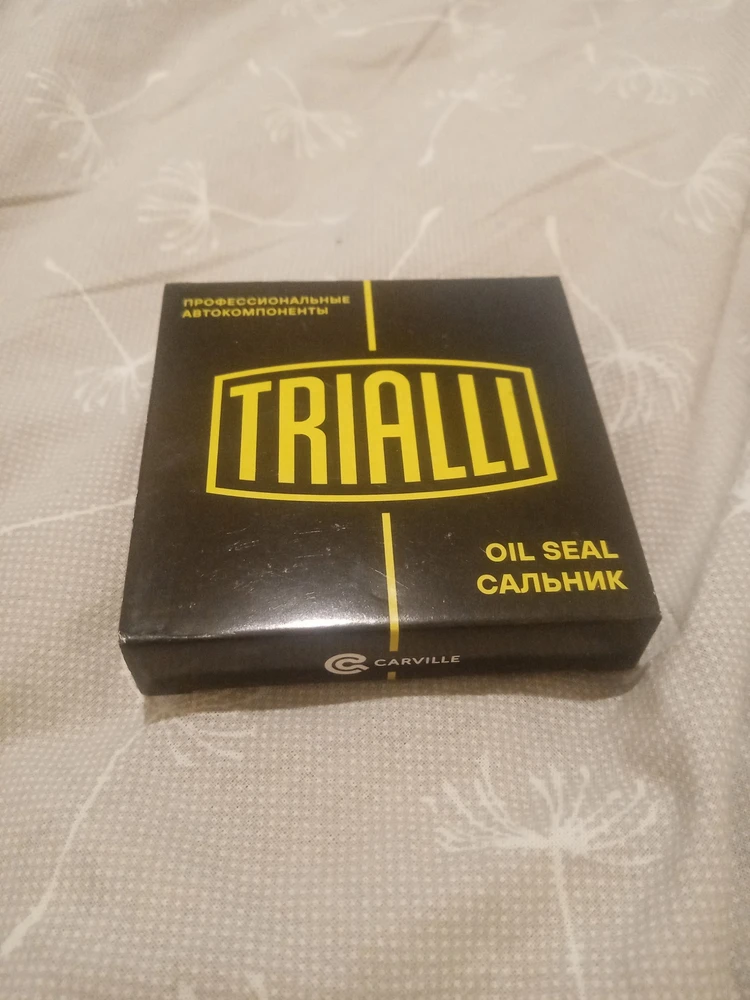 ПРОФЕССИОНАЛЬНЫЕ
АВТОКОМПОНЕНТЫ
TRIALLI
OIL SEAL
САЛЬНИК
CARVILLE